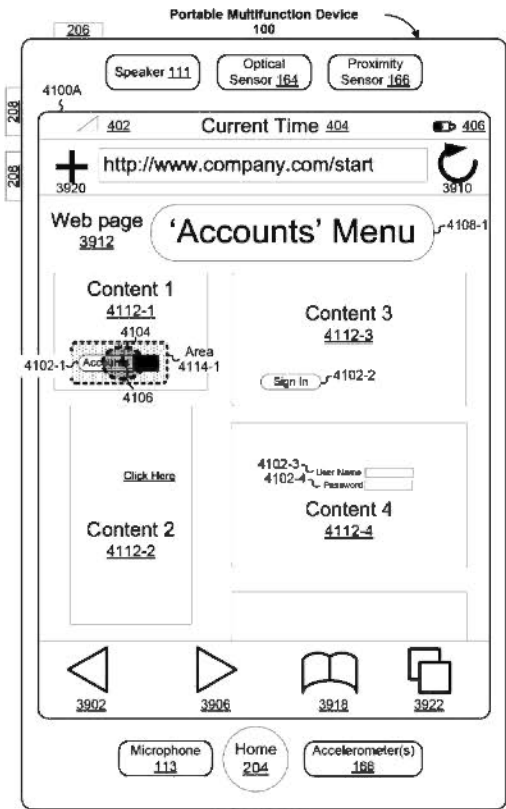 Portable Multifunction Device
100
206
Speaker 111
Optical
Sensor 164
Proximity
Sensor 166
4100A
208
402
Current Time 404
406
http://www.company.com/start
3920
3910
208
Web page
3912
'Accounts' Menu
4108-1
Content 1
4112-1
4104
Area
4114-1
4102-1
4106
Content 3
4112-3
Sign In
4102-2
Click Here
Content 2
4112-2
4102-3
User Name
4102-4
Password
Content 4
4112-4
3902
3906
3918
3922
Microphone
113
Home
204
Accelerometer(s)
168